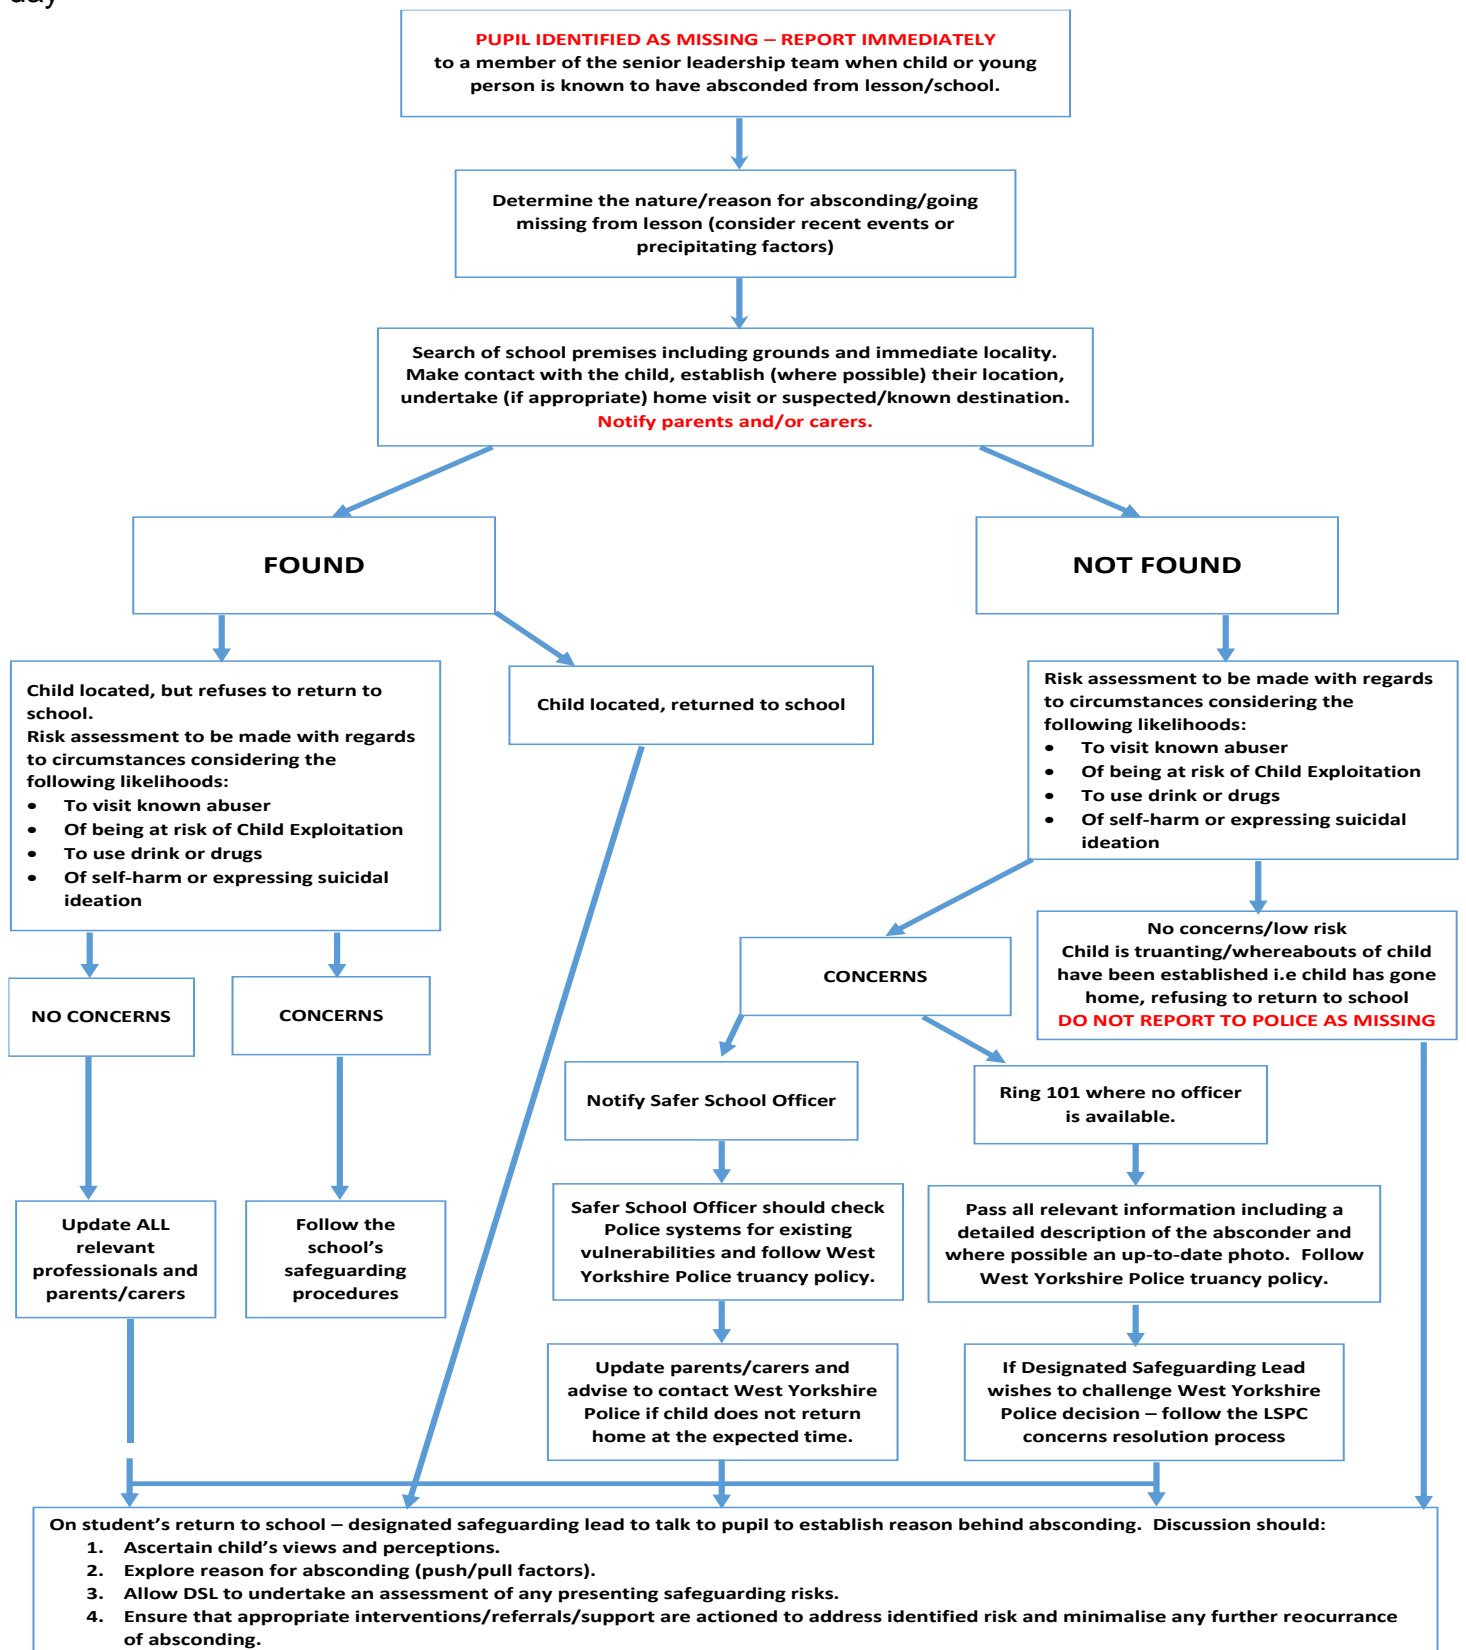 day
PUPIL IDENTIFIED AS MISSING – REPORT IMMEDIATELY
to a member of the senior leadership team when child or young
person is known to have absconded from lesson/school.
Determine the nature/reason for absconding/going
missing from lesson (consider recent events or
precipitating factors)
Search of school premises including grounds and immediate locality.
Make contact with the child, establish (where possible) their location,
undertake (if appropriate) home visit or suspected/known destination.
Notify parents and/or carers.
FOUND
NOT FOUND
Child located, but refuses to return to
school.
Risk assessment to be made with regards
to circumstances considering the
following likelihoods:
• To visit known abuser
• Of being at risk of Child Exploitation
• To use drink or drugs
• Of self-harm or expressing suicidal
ideation
Child located, returned to school
Risk assessment to be made with regards
to circumstances considering the
following likelihoods:
• To visit known abuser
• Of being at risk of Child Exploitation
• To use drink or drugs
• Of self-harm or expressing suicidal
ideation
No concerns/low risk
Child is truanting/whereabouts of child
have been established i.e child has gone
home, refusing to return to school
DO NOT REPORT TO POLICE AS MISSING
CONCERNS
NO CONCERNS
CONCERNS
Notify Safer School Officer
Ring 101 where no officer
is available.
Update ALL
relevant
professionals and
parents/carers
Follow the
school’s
safeguarding
procedures
Safer School Officer should check
Police systems for existing
vulnerabilities and follow West
Yorkshire Police truancy policy.
Pass all relevant information including a
detailed description of the absconder and
where possible an up-to-date photo. Follow
West Yorkshire Police truancy policy.
Update parents/carers and
advise to contact West Yorkshire
Police if child does not return
home at the expected time.
If Designated Safeguarding Lead
wishes to challenge West Yorkshire
Police decision – follow the LSPC
concerns resolution process
On student’s return to school – designated safeguarding lead to talk to pupil to establish reason behind absconding. Discussion should:
1. Ascertain child’s views and perceptions.
2. Explore reason for absconding (push/pull factors).
3. Allow DSL to undertake an assessment of any presenting safeguarding risks.
4. Ensure that appropriate interventions/referrals/support are actioned to address identified risk and minimalise any further reocurrance
of absconding.